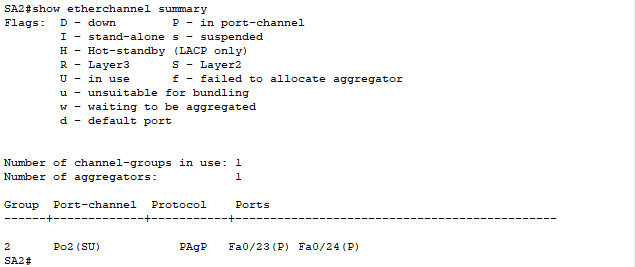 SA2#show etherchannel summary
Flags:  D - down        P - in port-channel
        I - stand-alone s - suspended
        H - Hot-standby (LACP only)
        R - Layer3      S - Layer2
        U - in use      f - failed to allocate aggregator
        u - unsuitable for bundling
        w - waiting to be aggregated
        d - default port
Number of channel-groups in use: 1
Number of aggregators:           1
Group  Port-channel  Protocol    Ports
------+-------------+-----------+----------------------------------------------
2      Po2(SU)           PAgP   Fa0/23(P) Fa0/24(P)
SA2#